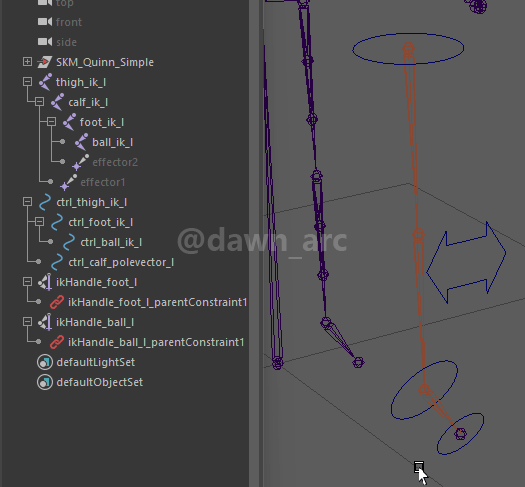 top
front
side
SKM_Quinn_Simple
thigh_ik_l
calf_ik_l
foot_ik_l
ball_ik_l
effector2
effector1
ctrl_thigh_ik_l
ctrl_foot_ik_l
ctrl_ball_ik_l
ctrl_calf_polevector_l
ikHandle_foot_l
ikHandle_foot_l_parentConstraint1
ikHandle_ball_l
ikHandle_ball_l_parentConstraint1
defaultLightSet
defaultObjectSet
@dawn_arc